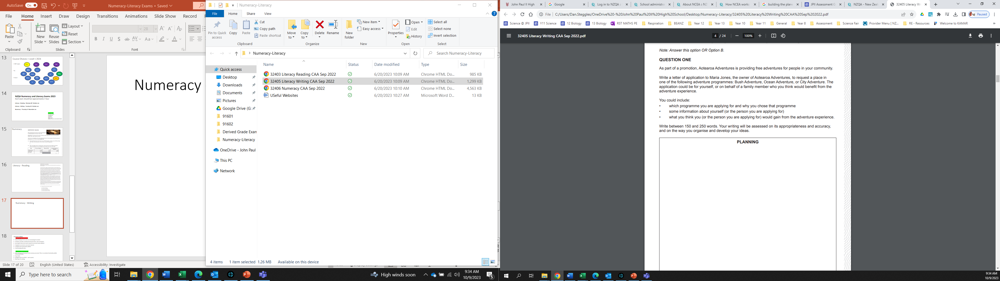 AutoSave On Numeracy-Literacy Exams • Saved
File Home Insert Draw Design Transitions Animations Slide Show Record
Paste New Slide Reuse Slides Layout Reset Section 28
Clipboard Slides Font
13
Course Choices = Level 1 2024
14
NZQA Numeracy and Literacy Exams 2023
Each exam should last approximately 1 hour
15
Numeracy
16
Literacy - Reading
17
Numeracy - Writing
18
Numeracy
Slide 17 of 20 English (United States) Accessibility: Investigate
Numeracy-Literacy
File Home Share View
Pin to Quick access Copy Paste Cut Copy path Paste shortcut Move to Copy to Delete Rename New folder New item Easy access Properties Open Edit History Select all Select none Invert selection
Clipboard Organize New Open Select
Numeracy-Literacy Search Numeracy-Literacy
Name Status Date modified Type Size
32403 Literacy Reading CAA Sep 2022 6/20/2023 10:09 AM Chrome HTML Do... 985 KB
32405 Literacy Writing CAA Sep 2022 6/20/2023 10:09 AM Chrome HTML Do... 1,299 KB
32406 Numeracy CAA Sep 2022 6/20/2023 10:10 AM Chrome HTML Do... 4,563 KB
USeful Websites 6/20/2023 10:27 AM Microsoft Word D... 13 KB
Quick access
Desktop
Downloads
Documents
Pictures
Google Drive (G:
91601
91602
Derived Grade Exan
Numeracy-Literacy
OneDrive - John Paul
This PC
Network
4 items 1 item selected 1.26 MB Available on this device
Type here to search High winds soon 9:34 AM
10/9/2023 5
John Paul II High Google Log in to NZQA :: School administra About NCEA :: NZ How NCEA works building the plane JPII Assessment G NZQA - New Zeal 32405 Literacy Wr
File C:/Users/Dan.Steggles/OneDrive%20-%20John%20Paul%20II%20High%20School/Desktop/Numeracy-Literacy/32405%20Literacy%20Writing%20CAA%20Sep%202022.pdf Paused
Science @ JPII Y11 Science 12 Biology 13 Biology RST MATHS PE Respiration BEANZ Year 12 Year 13 Year 10 Year 11 General Year 8 Assessment Science Fair Provider Menu [ NZ... RE - Resources Welcome to KAMAR
32405 Literacy Writing CAA Sep 2022.pdf 4 / 24 100%
Note: Answer this option OR Option B.
QUESTION ONE
As part of a promotion, Aotearoa Adventures is providing free adventures for people in your community.
Write a letter of application to Maria Jones, the owner of Aotearoa Adventures, to request a place in
one of the following adventure programmes: Bush Adventure, Ocean Adventure, or City Adventure. The
application could be for yourself, or on behalf of a family member who you think would benefit from the
adventure experience.
You could include:
• which programme you are applying for and why you chose that programme
• some information about yourself (or the person you are applying for)
• what you think you (or the person you are applying for) would gain from the adventure experience.
Write between 150 and 250 words. Your writing will be assessed on its appropriateness and accuracy,
and on the way you organise and develop your ideas.
PLANNING
9:34 AM
10/9/2023